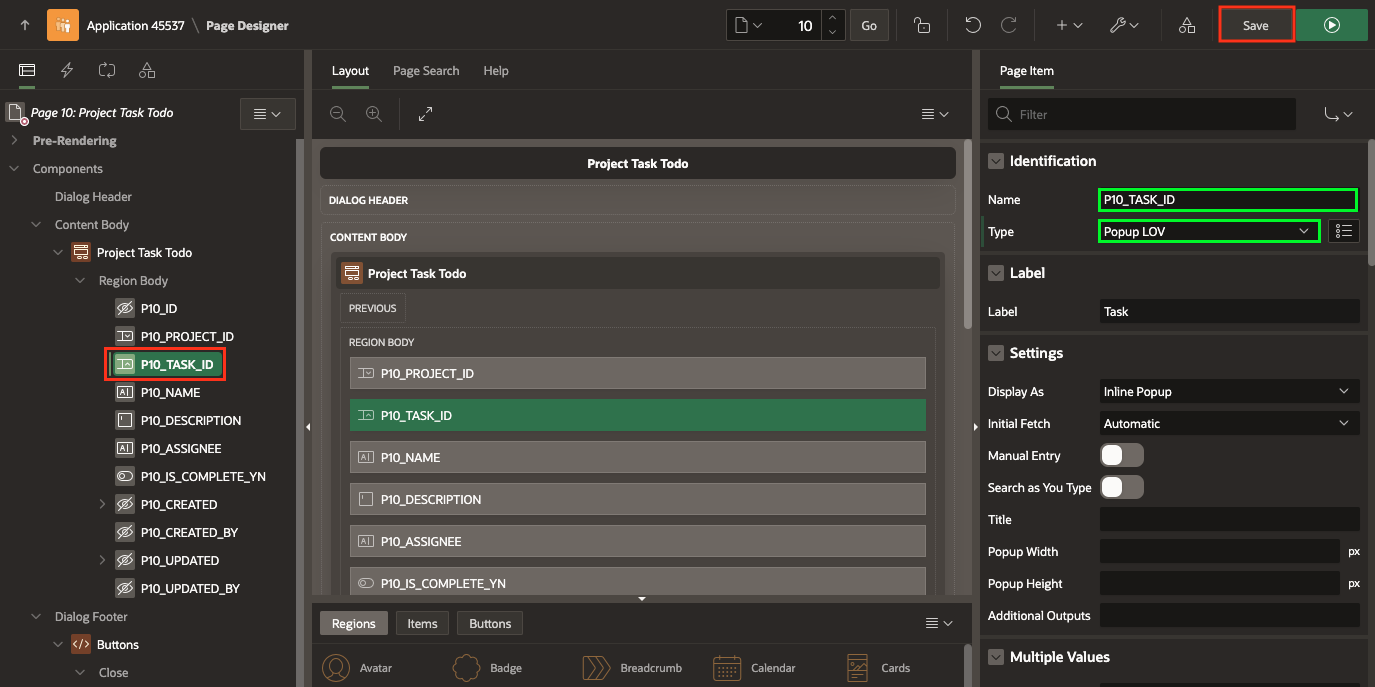 Application 45537 \ Page Designer
10
Go
Save
Page 10: Project Task Todo
Pre-Rendering
Components
Dialog Header
Content Body
Project Task Todo
Region Body
P10_ID
P10_PROJECT_ID
P10_TASK_ID
P10_NAME
P10_DESCRIPTION
P10_ASSIGNEE
P10_IS_COMPLETE_YN
P10_CREATED
P10_CREATED_BY
P10_UPDATED
P10_UPDATED_BY
Dialog Footer
Buttons
Close
Layout
Page Search
Help
Project Task Todo
DIALOG HEADER
CONTENT BODY
Project Task Todo
PREVIOUS
REGION BODY
P10_PROJECT_ID
P10_TASK_ID
P10_NAME
P10_DESCRIPTION
P10_ASSIGNEE
P10_IS_COMPLETE_YN
Regions
Items
Buttons
Avatar
Badge
Breadcrumb
Calendar
Cards
Page Item
Filter
Identification
Name P10_TASK_ID
Type Popup LOV
Label
Label Task
Settings
Display As Inline Popup
Initial Fetch Automatic
Manual Entry
Search as You Type
Title
Popup Width px
Popup Height px
Additional Outputs
Multiple Values